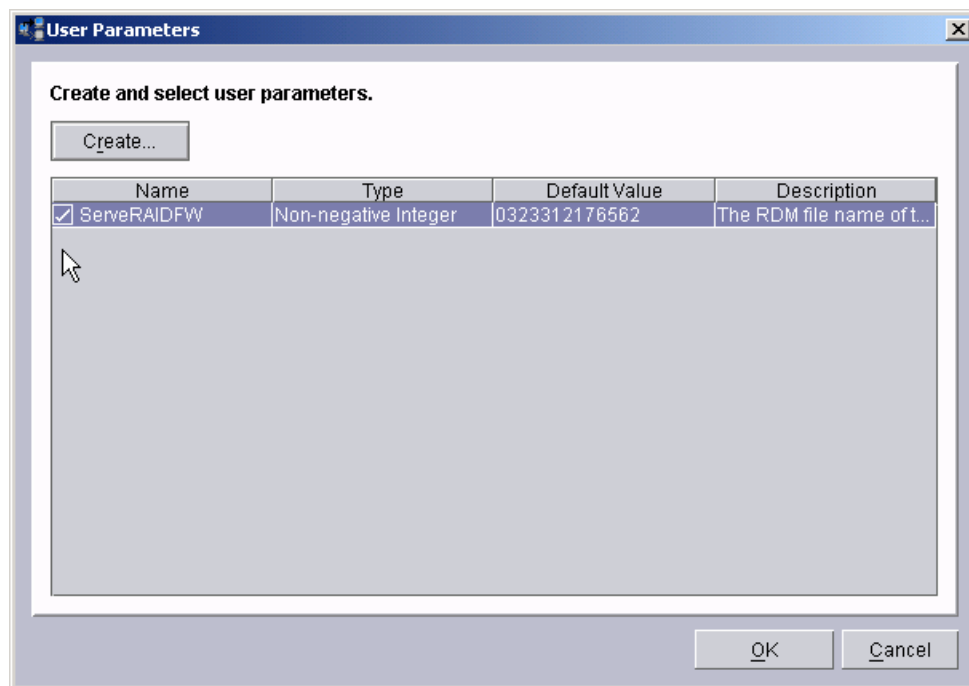 User Parameters
Create and select user parameters.
Create...
Name Type Default Value Description
ServeRAIDFW Non-negative Integer 0323312176562 The RDM file name of t...
OK Cancel